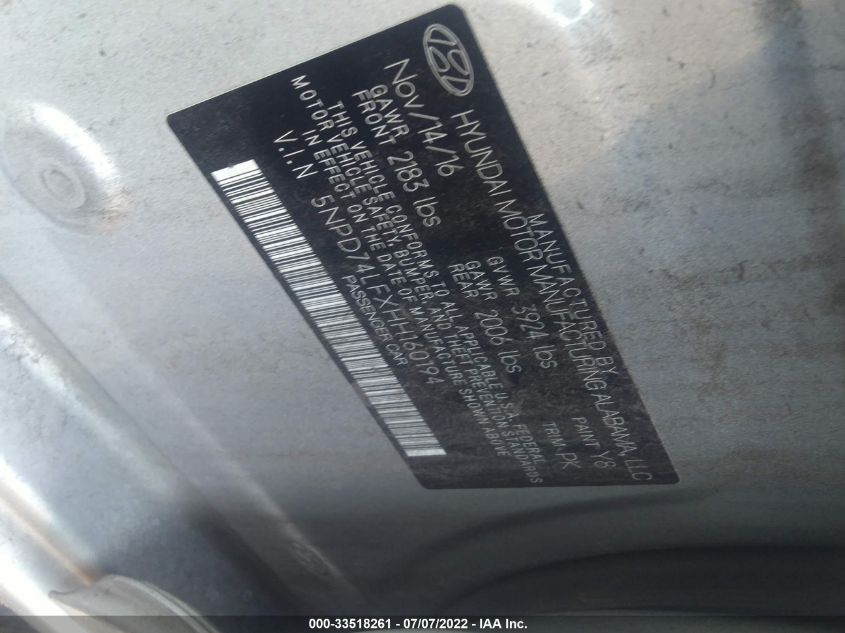 MANUFACTURED BY
HYUNDAI MOTOR MANUFACTURING ALABAMA, LLC
Nov/14/16 GVWR 3924 lbs PAINT Y8
GAWR FRONT 2183 lbs GAWR REAR 2006 lbs TRIM PK
THIS VEHICLE CONFORMS TO ALL APPLICABLE U.S.A. FEDERAL
MOTOR VEHICLE SAFETY, BUMPER, AND THEFT PREVENTION STANDARDS
IN EFFECT ON THE DATE OF MANUFACTURE SHOWN ABOVE
V.I.N 5NPD74LFXHH160194
PASSENGER CAR
000-33518261 - 07/07/2022 - IAA Inc.